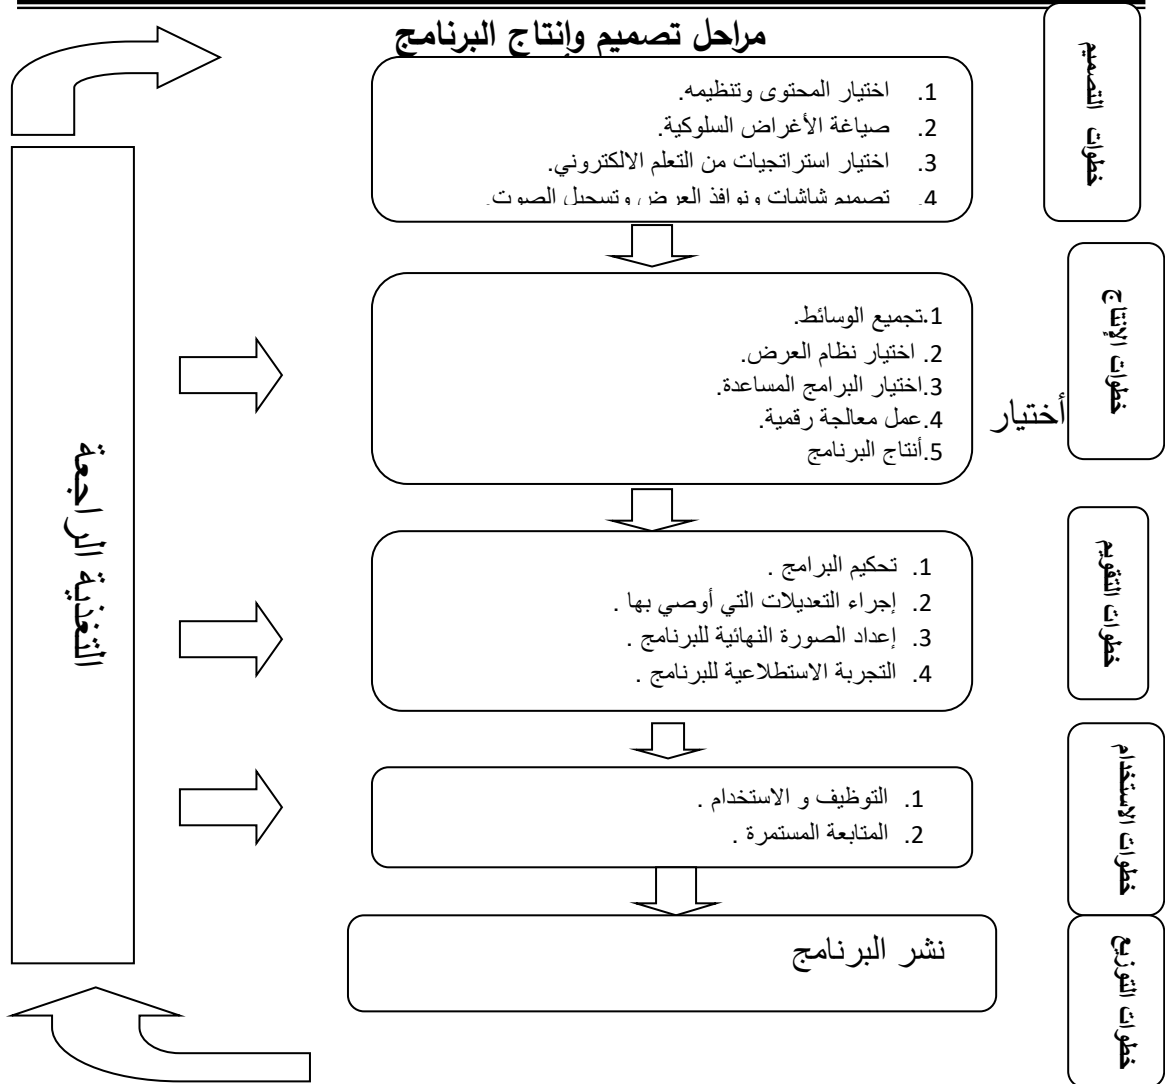 مراحل تصميم وإنتاج البرنامج
خطوات التصميم
1. اختيار المحتوى وتنظيمه.
2. صياغة الأغراض السلوكية.
3. اختيار استراتجيات من التعلم الالكتروني.
4. تصميم شاشات ونوافذ العرض وتسجيل الصوت.
خطوات الإنتاج
أختيار
1.تجميع الوسائط.
2. اختيار نظام العرض.
3.اختيار البرامج المساعدة.
4.عمل معالجة رقمية.
5.أنتاج البرنامج
خطوات التقويم
1. تحكيم البرامج .
2. إجراء التعديلات التي أوصي بها .
3. إعداد الصورة النهائية للبرنامج .
4. التجربة الاستطلاعية للبرنامج .
خطوات الاستخدام
1. التوظيف و الاستخدام .
2. المتابعة المستمرة .
خطوات التوزيع
نشر البرنامج
التغذية الراجعة